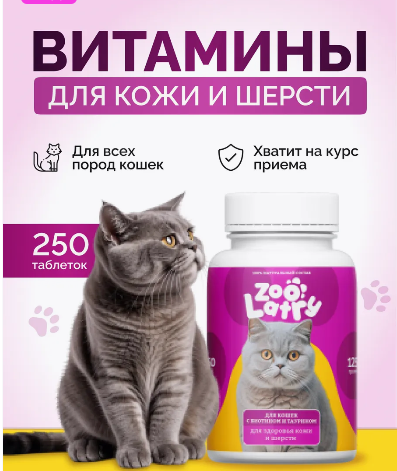 ВИТАМИНЫ
ДЛЯ КОЖИ И ШЕРСТИ
Для всех
пород кошек
Хватит на курс
приема
250
таблеток
Zoo
Latry
ДЛЯ КОШЕК
С БИОТИНОМ И ТАУРИНОМ
для здоровья кожи
и шерсти